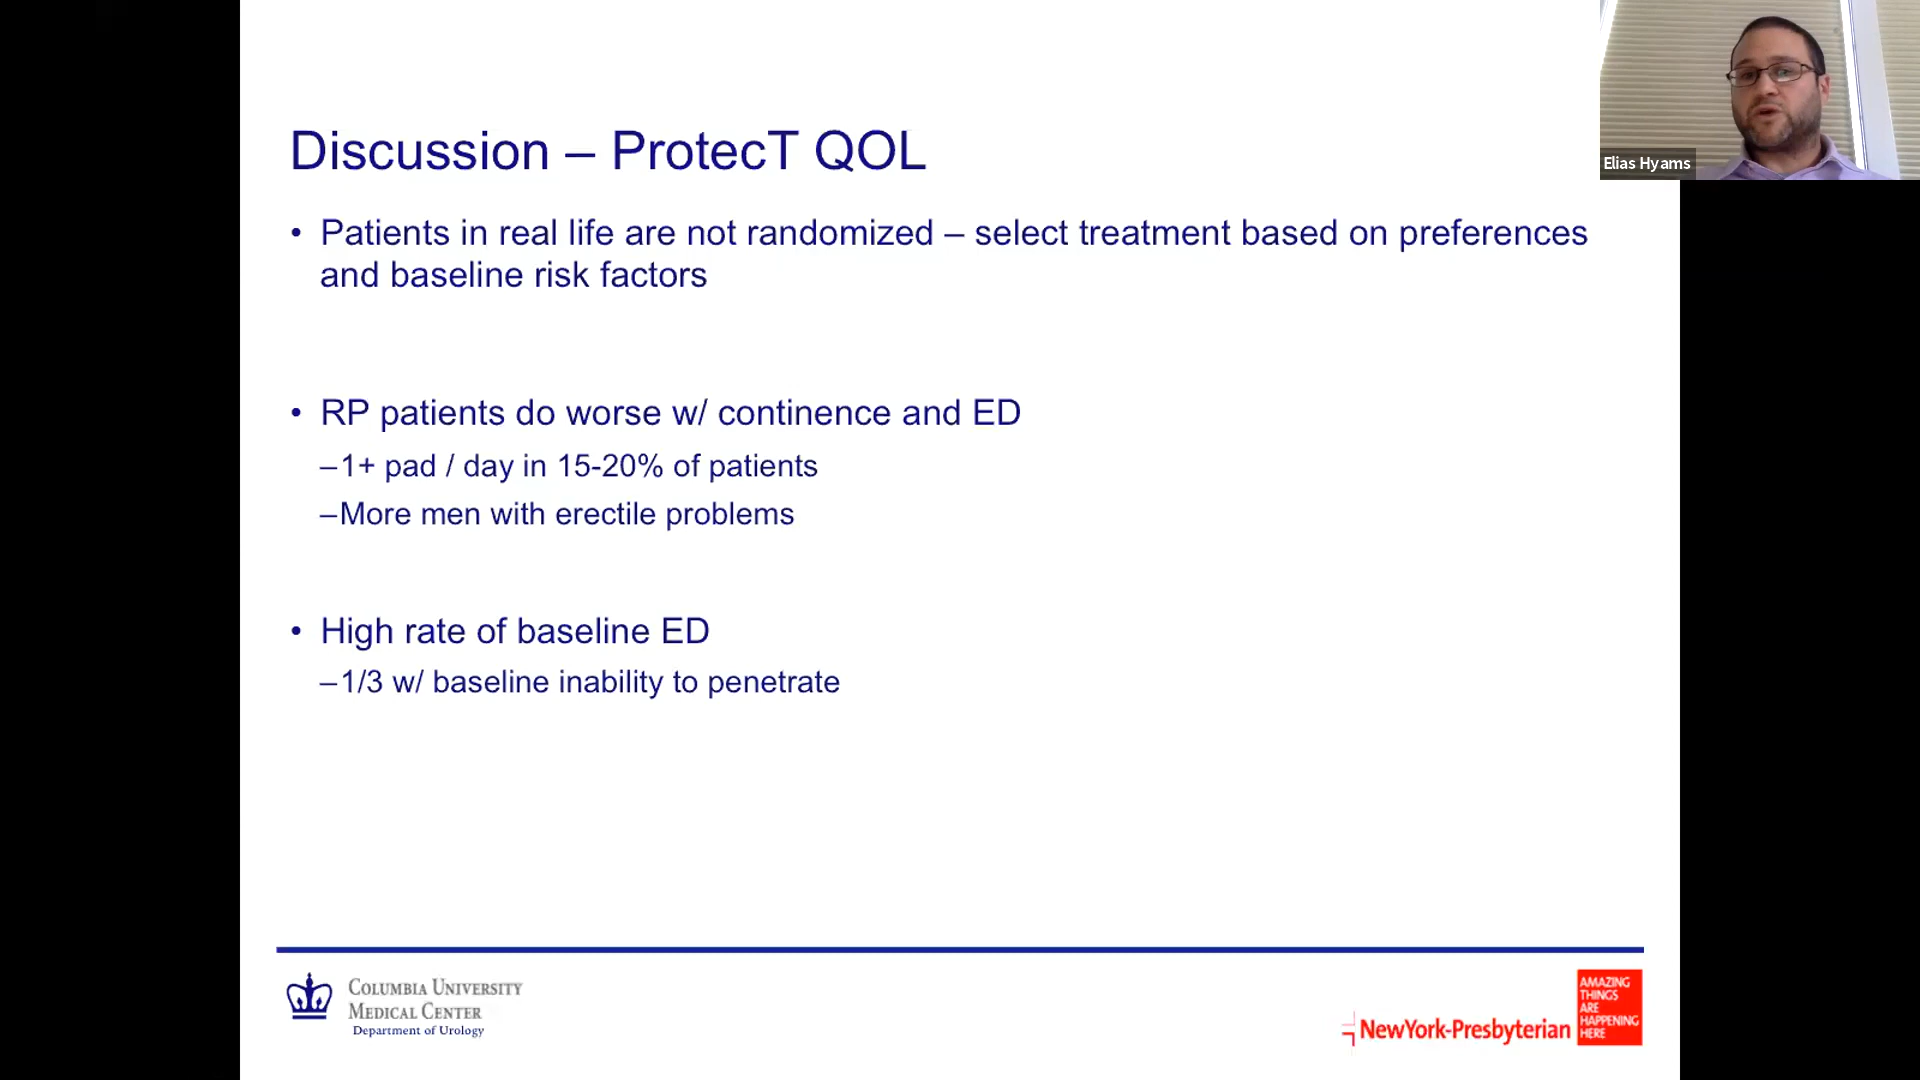 Elias Hyams
Discussion – ProtecT QOL
• Patients in real life are not randomized – select treatment based on preferences
and baseline risk factors
• RP patients do worse w/ continence and ED
–1+ pad / day in 15-20% of patients
–More men with erectile problems
• High rate of baseline ED
–1/3 w/ baseline inability to penetrate
COLUMBIA UNIVERSITY
MEDICAL CENTER
Department of Urology
NewYork-Presbyterian
AMAZING
THINGS
ARE
HAPPENING
HERE